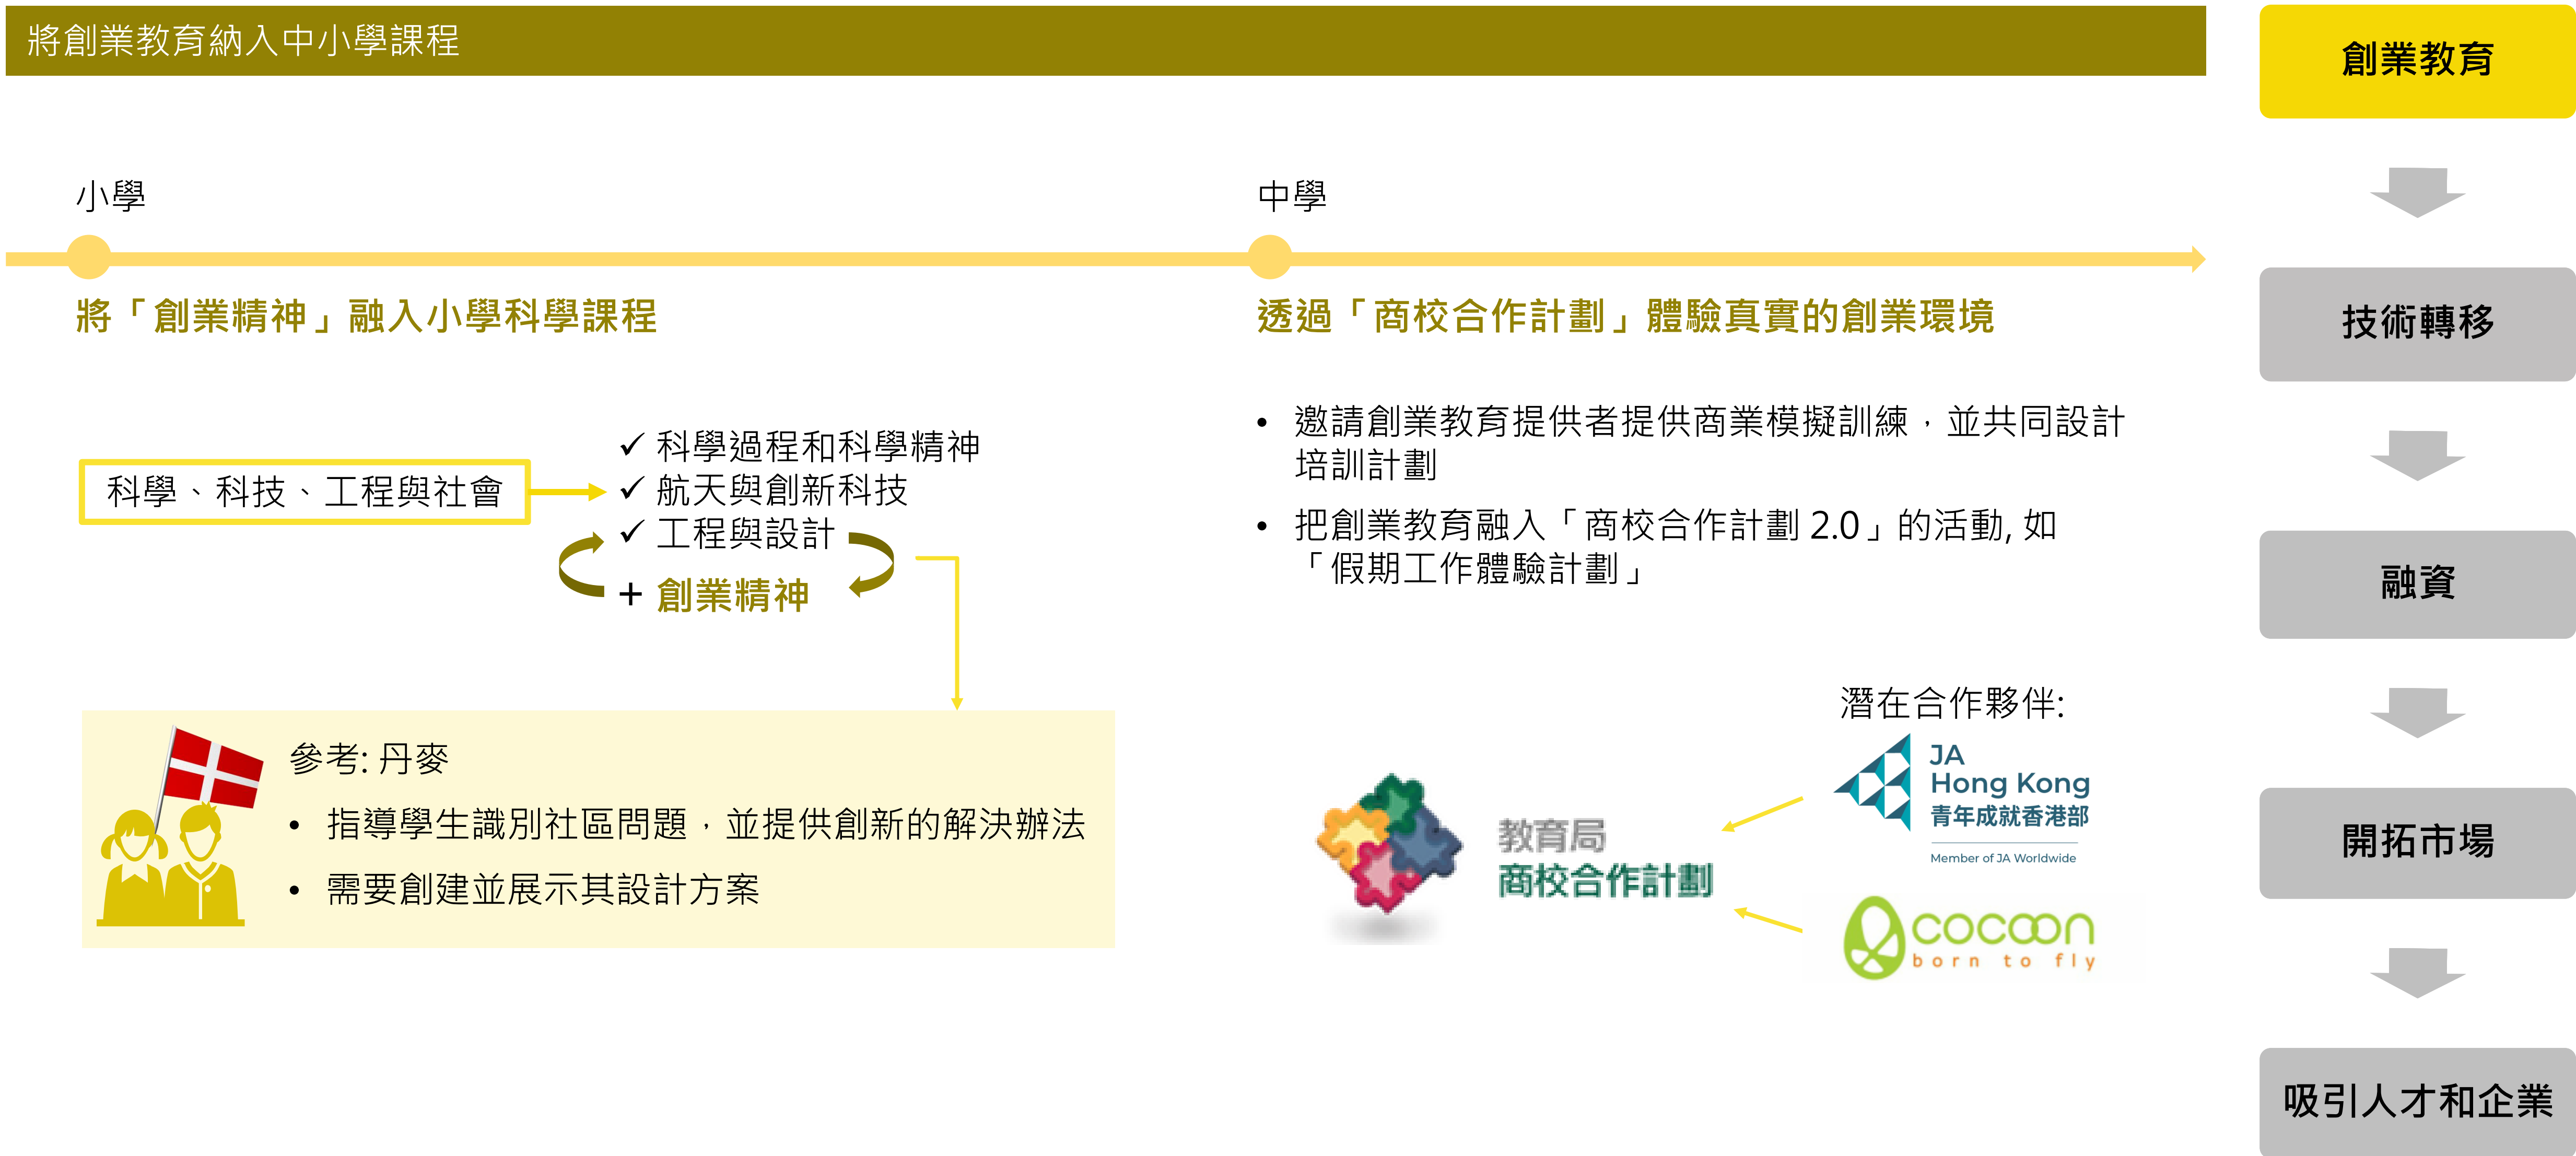 將創業教育納入中小學課程
小學
將「創業精神」融入小學科學課程
科學、科技、工程與社會
✓ 科學過程和科學精神
✓ 航天與創新科技
✓ 工程與設計
+ 創業精神
參考: 丹麥
• 指導學生識別社區問題，並提供創新的解決辦法
• 需要創建並展示其設計方案
中學
透過「商校合作計劃」體驗真實的創業環境
• 邀請創業教育提供者提供商業模擬訓練，並共同設計
培訓計劃
• 把創業教育融入「商校合作計劃 2.0」的活動, 如
「假期工作體驗計劃」
潛在合作夥伴:
教育局
商校合作計劃
JA
Hong Kong
青年成就香港部
Member of JA Worldwide
cocoon
born to fly
創業教育
技術轉移
融資
開拓市場
吸引人才和企業